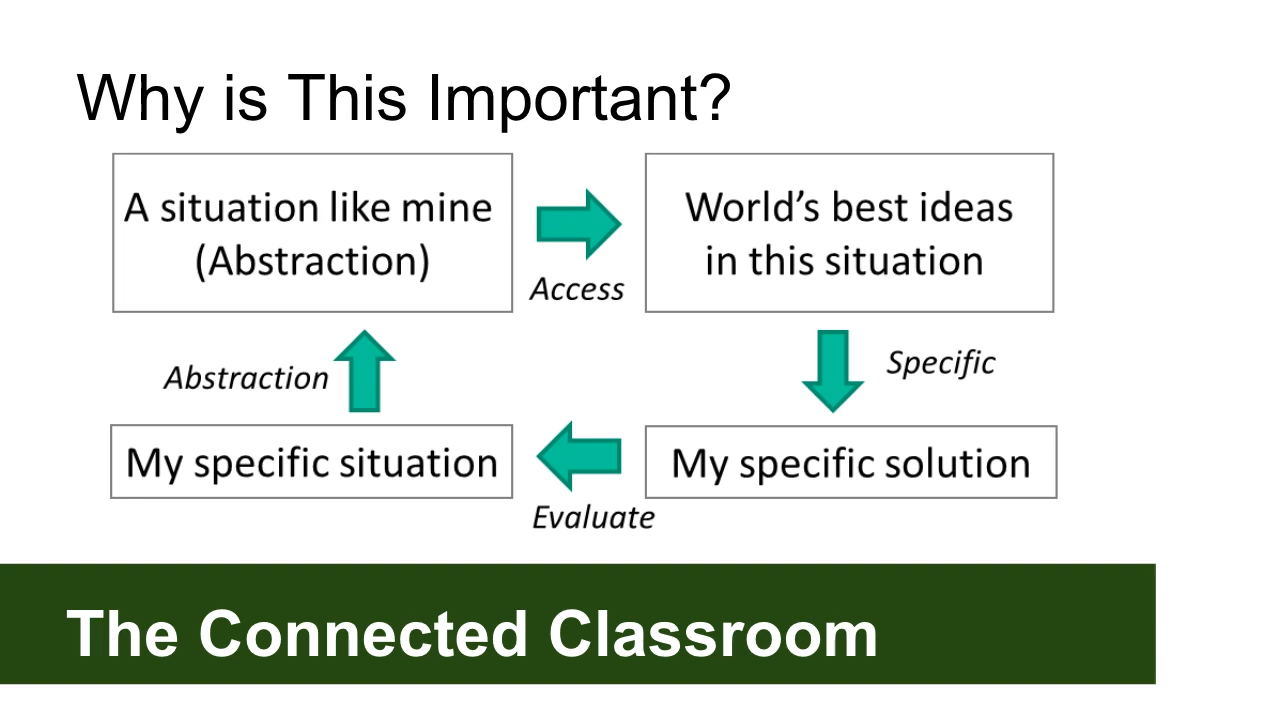 Why is This Important?
A situation like mine
(Abstraction)
Access
World’s best ideas
in this situation
Abstraction
Specific
My specific situation
Evaluate
My specific solution
The Connected Classroom